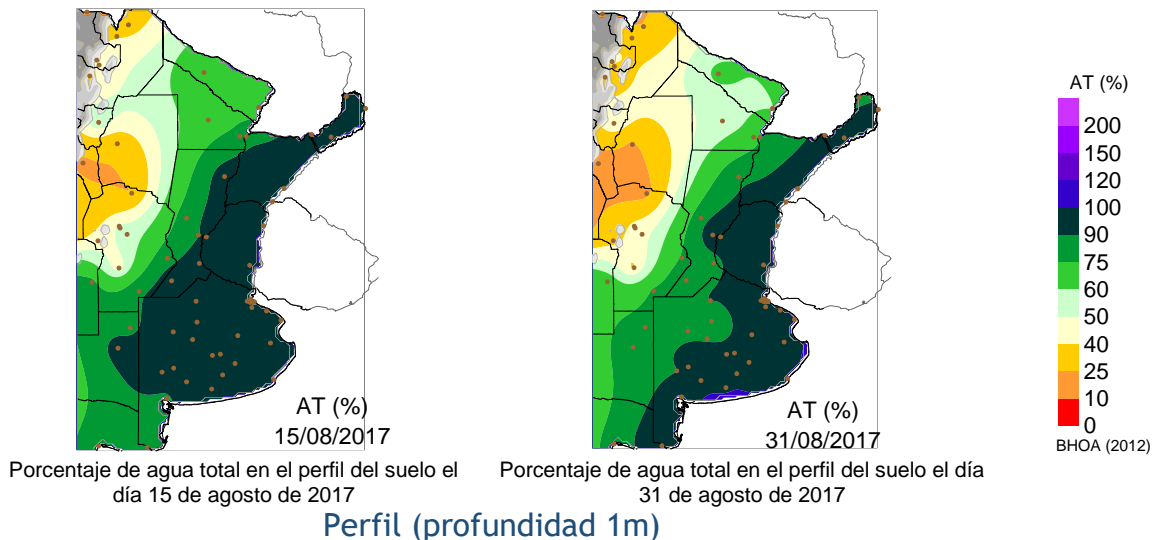 AT (%)
15/08/2017
Porcentaje de agua total en el perfil del suelo el
día 15 de agosto de 2017
AT (%)
31/08/2017
Porcentaje de agua total en el perfil del suelo el día
31 de agosto de 2017
AT (%)
200
150
120
100
90
75
60
50
40
25
10
0
BHOA (2012)
Perfil (profundidad 1m)